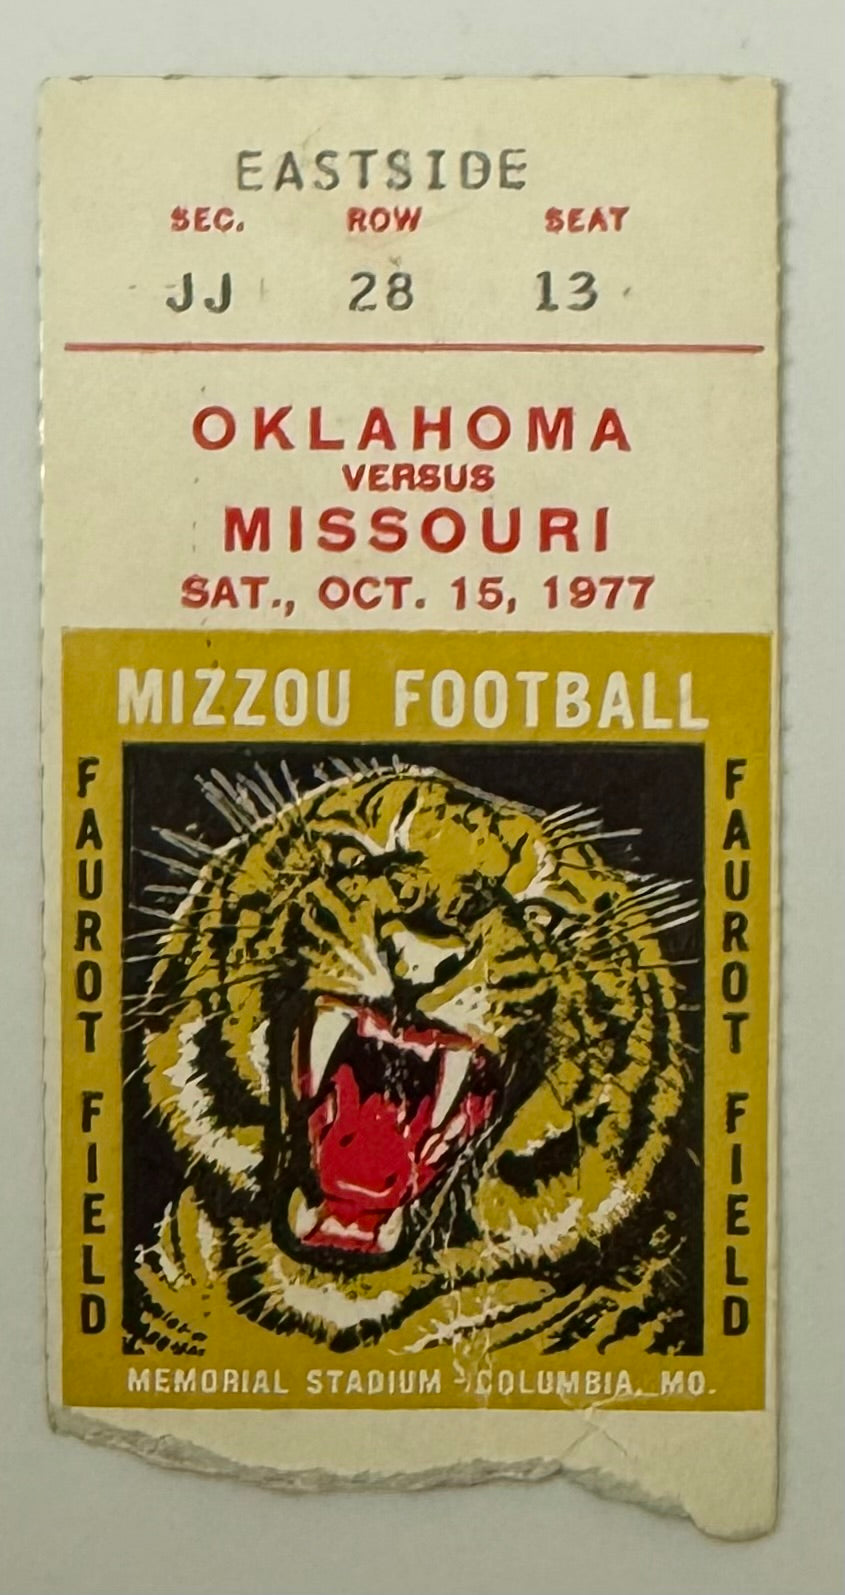 EASTSIDE
SEC. ROW SEAT
JJ 28 13
OKLAHOMA
VERSUS
MISSOURI
SAT., OCT. 15, 1977
MIZZOU FOOTBALL
FAUROT FIELD
FAUROT FIELD
MEMORIAL STADIUM - COLUMBIA, MO.